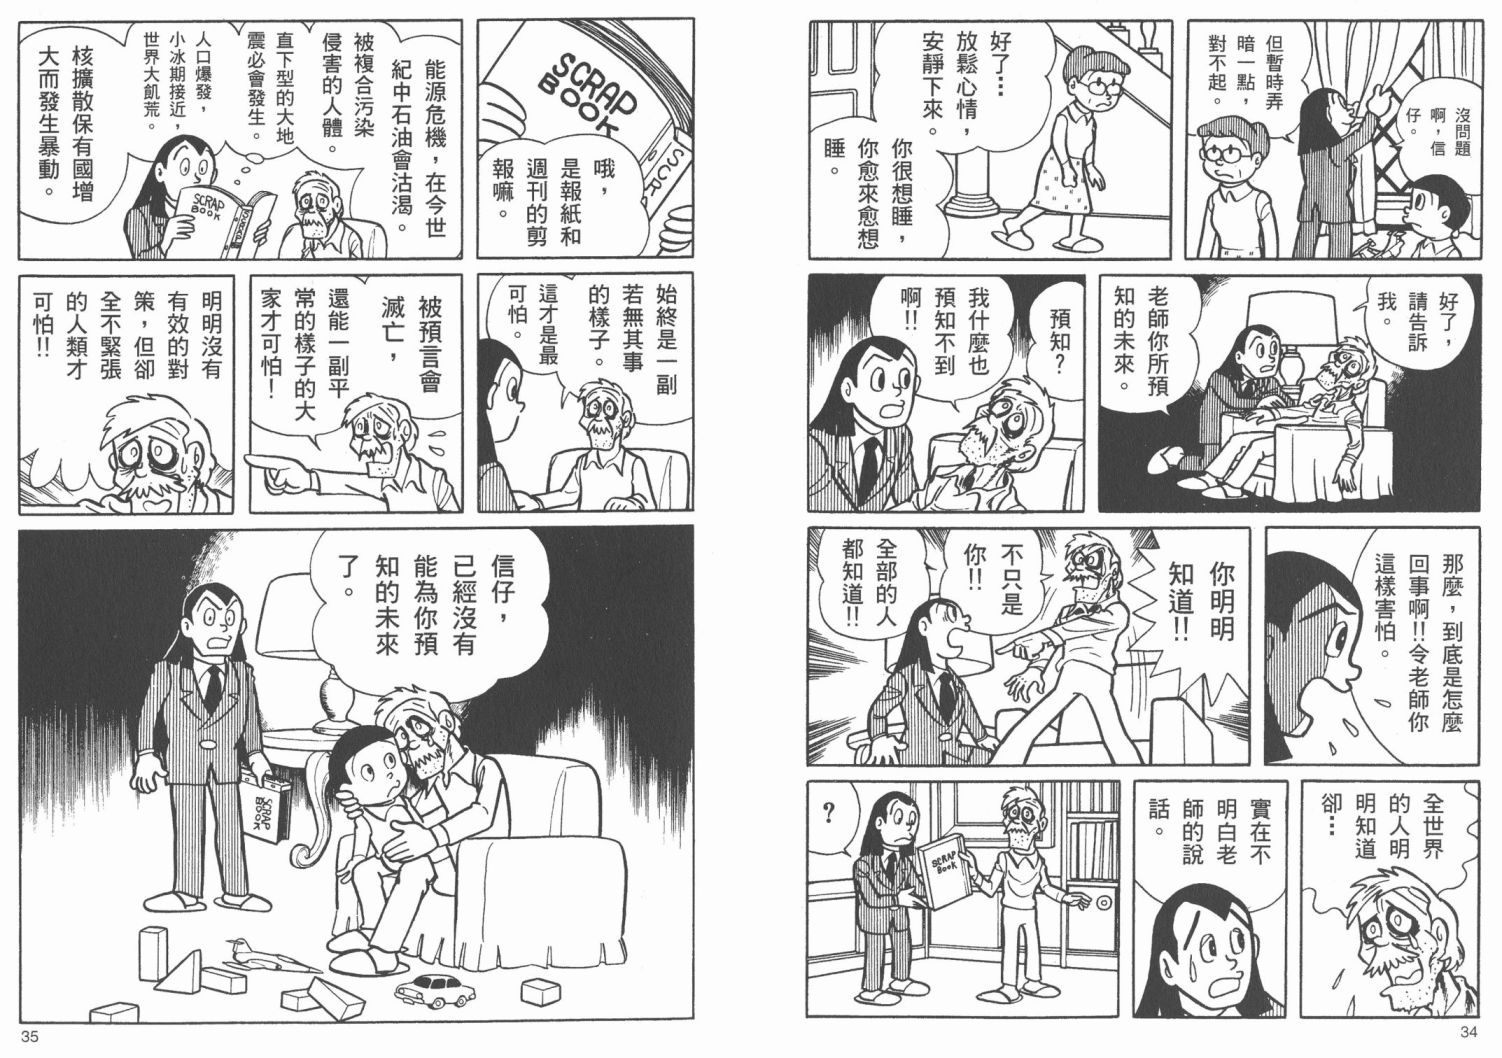 沒問題
啊，信
仔。
但暫時弄
暗一點，
對不起。
好了…
放鬆心情，
安靜下來。
你很想睡，
你愈來愈想
睡。
好了，
請告訴
我。
老師你所預
知的未來。
預知？
我什麼也
預知不到
啊!!
那麼，到底是怎麼
回事啊!!令老師你
這樣害怕。
你明明
知道!!
不只是
你!!
全部的人
都知道!!
全世界
的人明
明知道
卻…
實在不
明白老
師的說
話。
SCRAP
BOOK
？
34
SCRAP
BOOK
SCR
哦，
是報紙和
週刊的剪
報嘛。
能源危機，在今世
紀中石油會沽渴。
被複合污染
侵害的人體。
直下型的大地
震必會發生。
人口爆發，
小冰期接近，
世界大飢荒。
核擴散保有國增
大而發生暴動。
SCRAP
BOOK
SCRAP
始終是一副
若無其事
的樣子。
這才是最
可怕。
被預言會
滅亡，
還能一副平
常的樣子的大
家才可怕！
明明沒有
有效的對
策，但卻
全不緊張
的人類才
可怕!!
信仔，
已經沒有
能為你預
知的未來
了。
SCRAP
BOOK
35